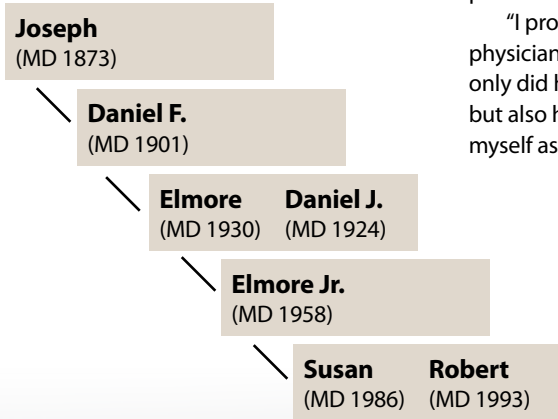 Joseph
(MD 1873)
Daniel F.
(MD 1901)
Elmore Daniel J.
(MD 1930) (MD 1924)
Elmore Jr.
(MD 1958)
Susan Robert
(MD 1986) (MD 1993)
“I pro
physician
only did
but also
myself as